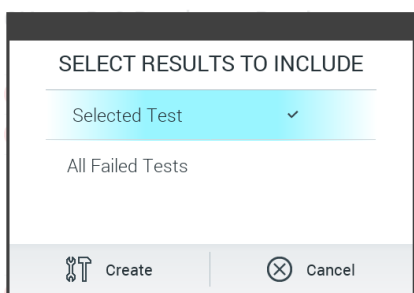 SELECT RESULTS TO INCLUDE
Selected Test
All Failed Tests
Create Cancel